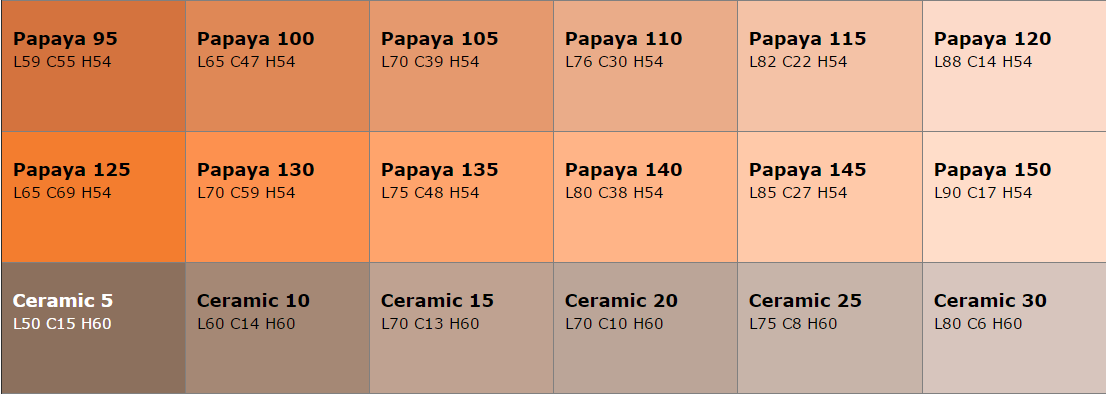 Papaya 95
L59 C55 H54
Papaya 100
L65 C47 H54
Papaya 105
L70 C39 H54
Papaya 110
L76 C30 H54
Papaya 115
L82 C22 H54
Papaya 120
L88 C14 H54
Papaya 125
L65 C69 H54
Papaya 130
L70 C59 H54
Papaya 135
L75 C48 H54
Papaya 140
L80 C38 H54
Papaya 145
L85 C27 H54
Papaya 150
L90 C17 H54
Ceramic 5
L50 C15 H60
Ceramic 10
L60 C14 H60
Ceramic 15
L70 C13 H60
Ceramic 20
L70 C10 H60
Ceramic 25
L75 C8 H60
Ceramic 30
L80 C6 H60